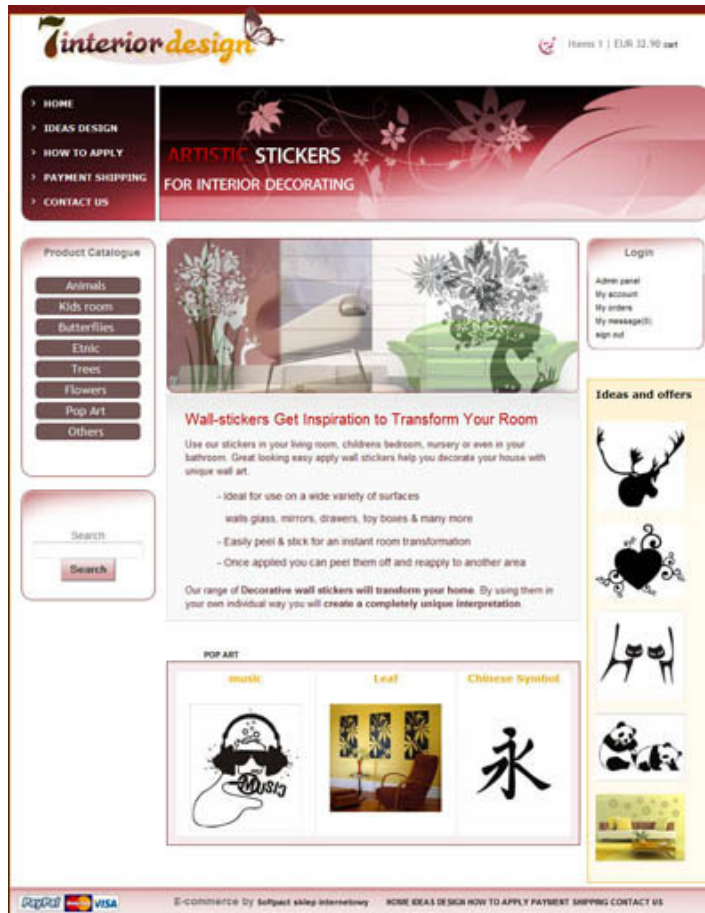 7interiordesign
Items 1 | EUR 32.90 cart
HOME
IDEAS DESIGN
HOW TO APPLY
PAYMENT SHIPPING
CONTACT US
ARTISTIC STICKERS
FOR INTERIOR DECORATING
Product Catalogue
Animals
Kids room
Butterflies
Etnic
Trees
Flowers
Pop Art
Others
Search
Search
Wall-stickers Get Inspiration to Transform Your Room
Use our stickers in your living room, childrens bedroom, nursery or even in your
bathroom. Great looking easy apply wall stickers help you decorate your house with
unique wall art.
- Ideal for use on a wide variety of surfaces
walls glass, mirrors, drawers, toy boxes & many more
- Easily peel & stick for an instant room transformation
- Once applied you can peel them off and reapply to another area
Our range of Decorative wall stickers will transform your home. By using them in
your own individual way you will create a completely unique interpretation
Login
Admin panel
My account
My orders
My message(0)
sign out
Ideas and offers
POP ART
music
Leaf
Chinese Symbol
MUSIC
永
PayPal VISA
E-commerce by Softpact sklep internetowy
HOME IDEAS DESIGN HOW TO APPLY PAYMENT SHIPPING CONTACT US